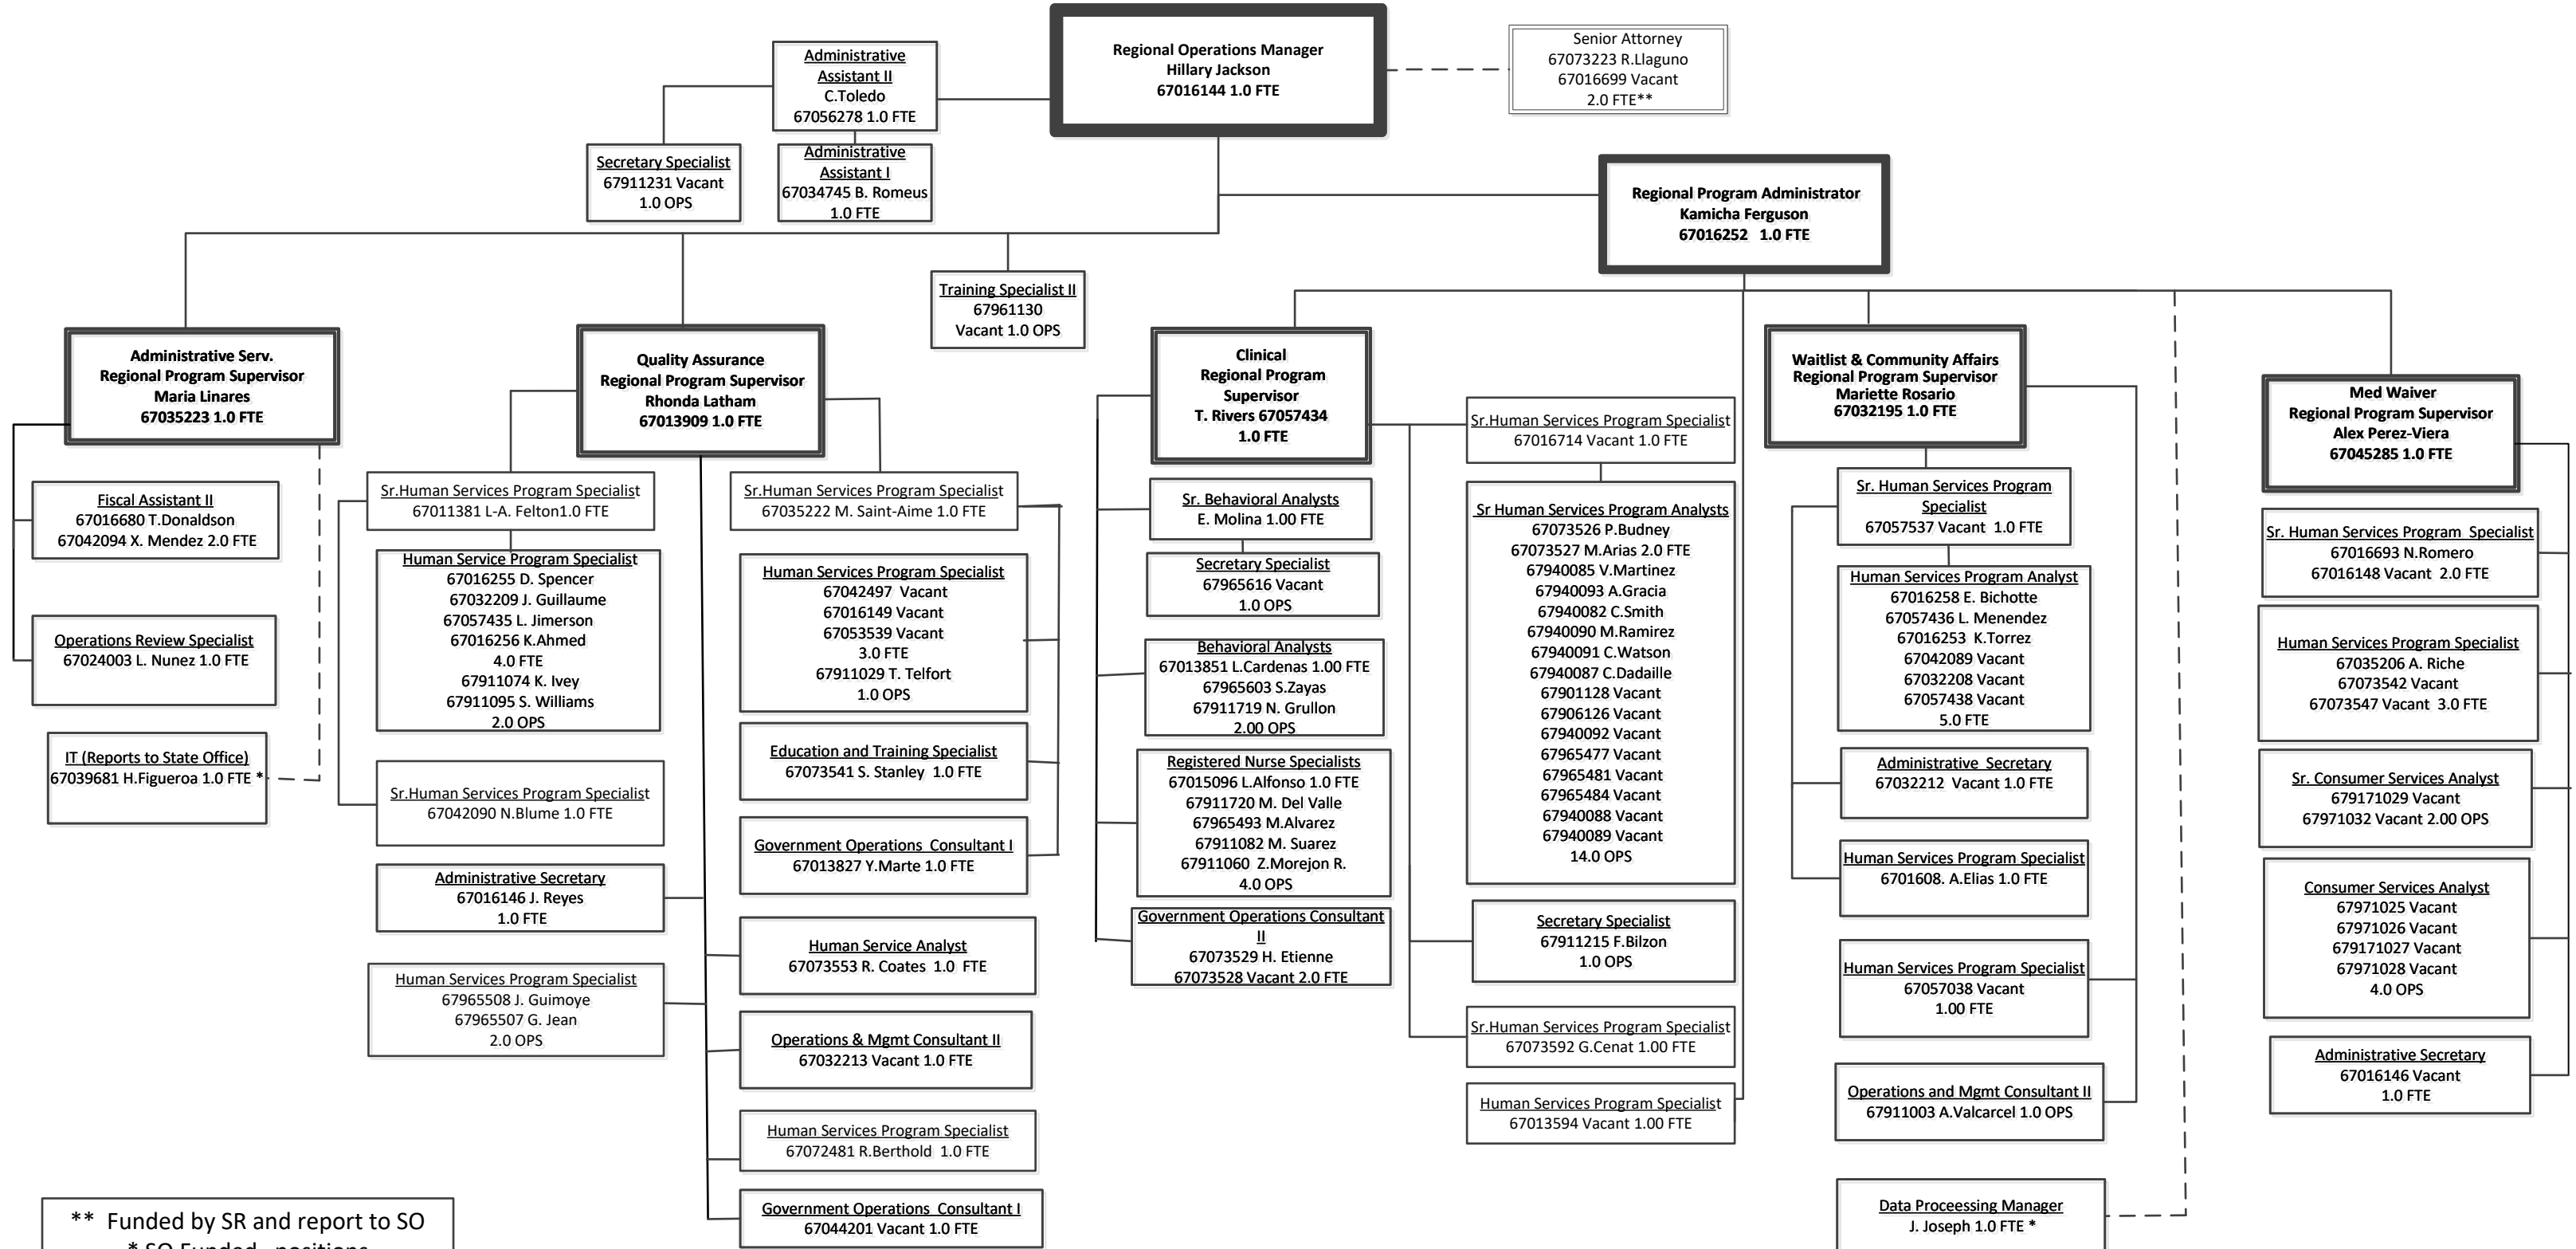 Regional Operations Manager
Hillary Jackson
67016144 1.0 FTE
Senior Attorney
67073223 R.Llaguno
67016699 Vacant
2.0 FTE**
Administrative
Assistant II
C.Toledo
67056278 1.0 FTE
Secretary Specialist
67911231 Vacant
1.0 OPS
Administrative
Assistant I
67034745 B. Romeus
1.0 FTE
Regional Program Administrator
Kamicha Ferguson
67016252 1.0 FTE
Training Specialist II
67961130
Vacant 1.0 OPS
Administrative Serv.
Regional Program Supervisor
Maria Linares
67035223 1.0 FTE
Fiscal Assistant II
67016680 T.Donaldson
67042094 X. Mendez 2.0 FTE
Operations Review Specialist
67024003 L. Nunez 1.0 FTE
IT (Reports to State Office)
67039681 H.Figueroa 1.0 FTE *
Quality Assurance
Regional Program Supervisor
Rhonda Latham
67013909 1.0 FTE
Sr.Human Services Program Specialist
67011381 L-A. Felton1.0 FTE
Human Service Program Specialist
67016255 D. Spencer
67032209 J. Guillaume
67057435 L. Jimerson
67016256 K.Ahmed
4.0 FTE
67911074 K. Ivey
67911095 S. Williams
2.0 OPS
Sr.Human Services Program Specialist
67042090 N.Blume 1.0 FTE
Administrative Secretary
67016146 J. Reyes
1.0 FTE
Human Services Program Specialist
67965508 J. Guimoye
67965507 G. Jean
2.0 OPS
Sr.Human Services Program Specialist
67035222 M. Saint-Aime 1.0 FTE
Human Services Program Specialist
67042497 Vacant
67016149 Vacant
67053539 Vacant
3.0 FTE
67911029 T. Telfort
1.0 OPS
Education and Training Specialist
67073541 S. Stanley 1.0 FTE
Government Operations Consultant I
67013827 Y.Marte 1.0 FTE
Human Service Analyst
67073553 R. Coates 1.0 FTE
Operations & Mgmt Consultant II
67032213 Vacant 1.0 FTE
Human Services Program Specialist
67072481 R.Berthold 1.0 FTE
Government Operations Consultant I
67044201 Vacant 1.0 FTE
Clinical
Regional Program
Supervisor
T. Rivers 67057434
1.0 FTE
Sr. Behavioral Analysts
E. Molina 1.00 FTE
Secretary Specialist
67965616 Vacant
1.0 OPS
Behavioral Analysts
67013851 L.Cardenas 1.00 FTE
67965603 S.Zayas
67911719 N. Grullon
2.00 OPS
Registered Nurse Specialists
67015096 L.Alfonso 1.0 FTE
67911720 M. Del Valle
67965493 M.Alvarez
67911082 M. Suarez
67911060 Z.Morejon R.
4.0 OPS
Government Operations Consultant
II
67073529 H. Etienne
67073528 Vacant 2.0 FTE
Sr.Human Services Program Specialist
67016714 Vacant 1.0 FTE
Sr Human Services Program Analysts
67073526 P.Budney
67073527 M.Arias 2.0 FTE
67940085 V.Martinez
67940093 A.Gracia
67940082 C.Smith
67940090 M.Ramirez
67940091 C.Watson
67940087 C.Dadaille
67901128 Vacant
67906126 Vacant
67940092 Vacant
67965477 Vacant
67965481 Vacant
67965484 Vacant
67940088 Vacant
67940089 Vacant
14.0 OPS
Secretary Specialist
67911215 F.Bilzon
1.0 OPS
Sr.Human Services Program Specialist
67073592 G.Cenat 1.00 FTE
Human Services Program Specialist
67013594 Vacant 1.00 FTE
Waitlist & Community Affairs
Regional Program Supervisor
Mariette Rosario
67032195 1.0 FTE
Sr. Human Services Program
Specialist
67057537 Vacant 1.0 FTE
Human Services Program Analyst
67016258 E. Bichotte
67057436 L. Menendez
67016253 K.Torrez
67042089 Vacant
67032208 Vacant
67057438 Vacant
5.0 FTE
Administrative Secretary
67032212 Vacant 1.0 FTE
Human Services Program Specialist
6701608. A.Elias 1.0 FTE
Human Services Program Specialist
67057038 Vacant
1.00 FTE
Operations and Mgmt Consultant II
67911003 A.Valcarcel 1.0 OPS
Data Proceessing Manager
J. Joseph 1.0 FTE *
Med Waiver
Regional Program Supervisor
Alex Perez-Viera
67045285 1.0 FTE
Sr. Human Services Program Specialist
67016693 N.Romero
67016148 Vacant 2.0 FTE
Human Services Program Specialist
67035206 A. Riche
67073542 Vacant
67073547 Vacant 3.0 FTE
Sr. Consumer Services Analyst
679171029 Vacant
67971032 Vacant 2.00 OPS
Consumer Services Analyst
67971025 Vacant
67971026 Vacant
679171027 Vacant
67971028 Vacant
4.0 OPS
Administrative Secretary
67016146 Vacant
1.0 FTE
** Funded by SR and report to SO
* SO Funded positions